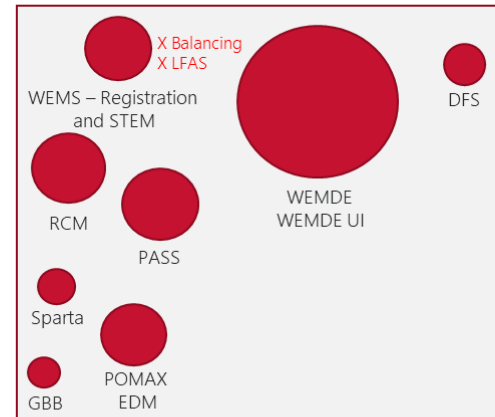 X Balancing
X LFAS
WEMS – Registration
and STEM
DFS
WEMDE
WEMDE UI
RCM
PASS
Sparta
POMAX
EDM
GBB